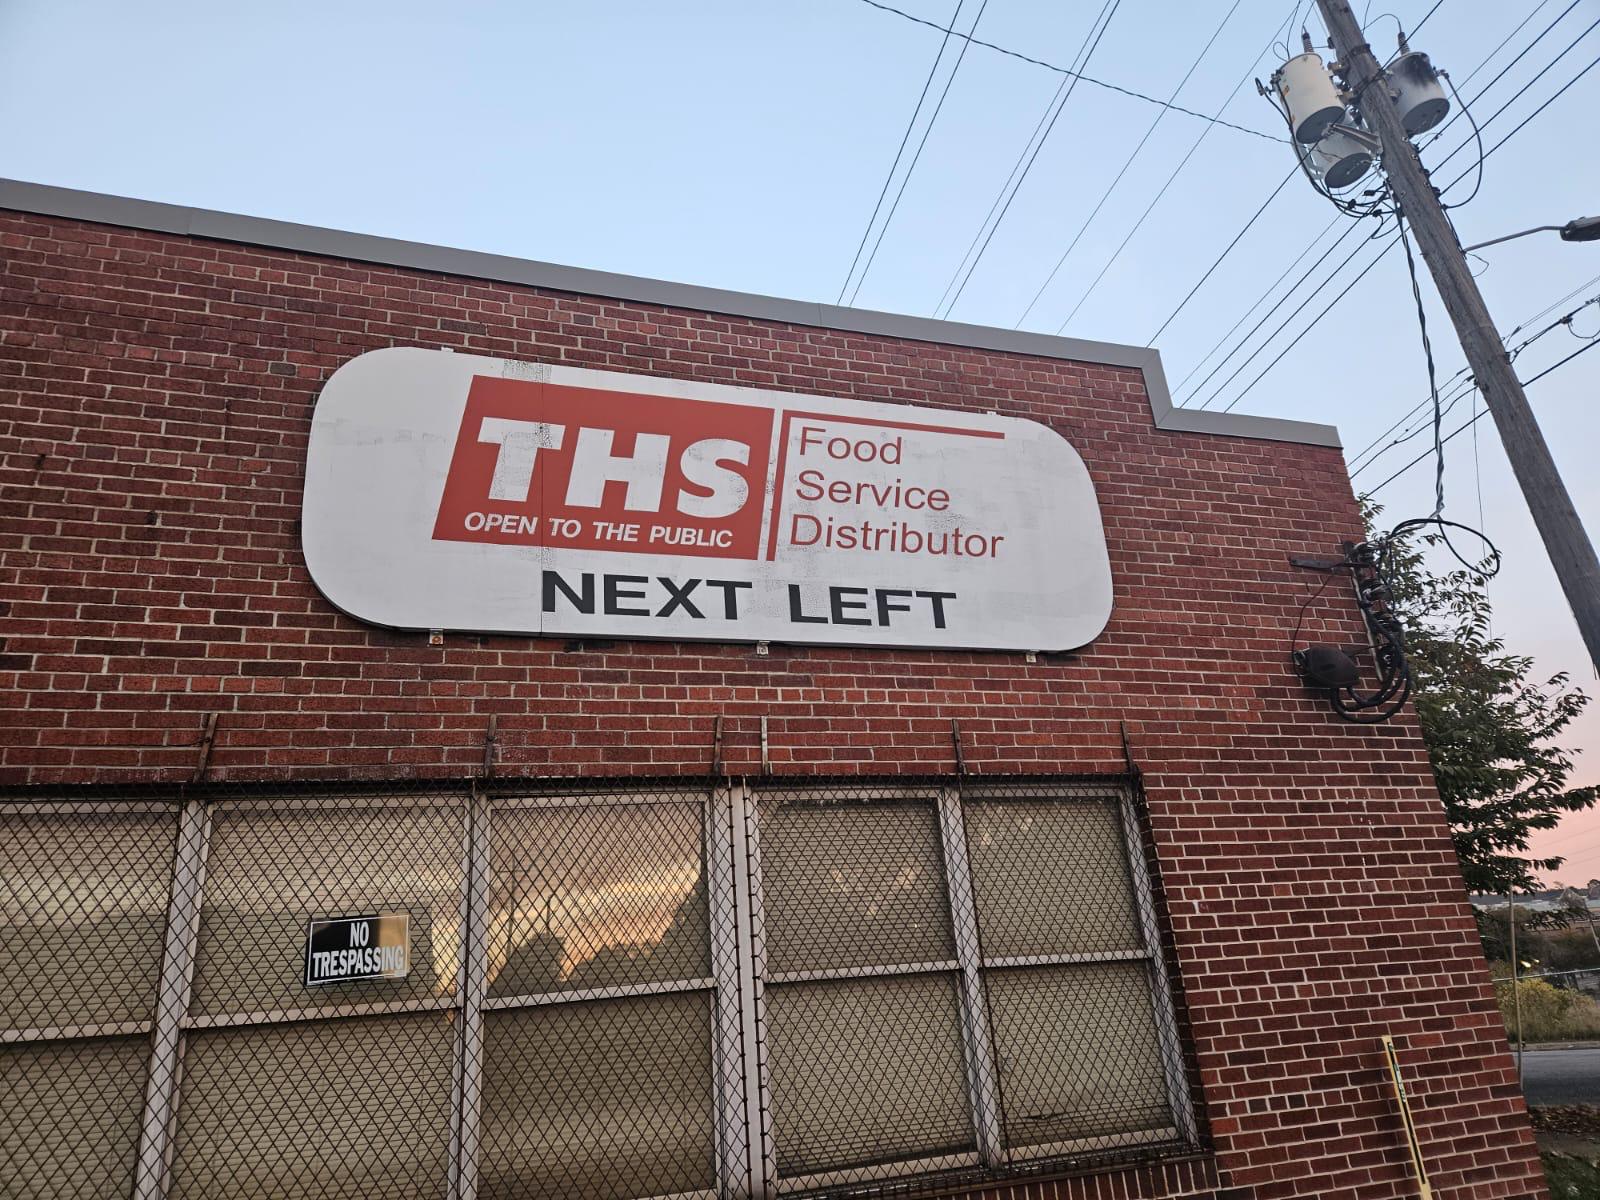 THS
OPEN TO THE PUBLIC
Food
Service
Distributor
NEXT LEFT
NO
TRESPASSING